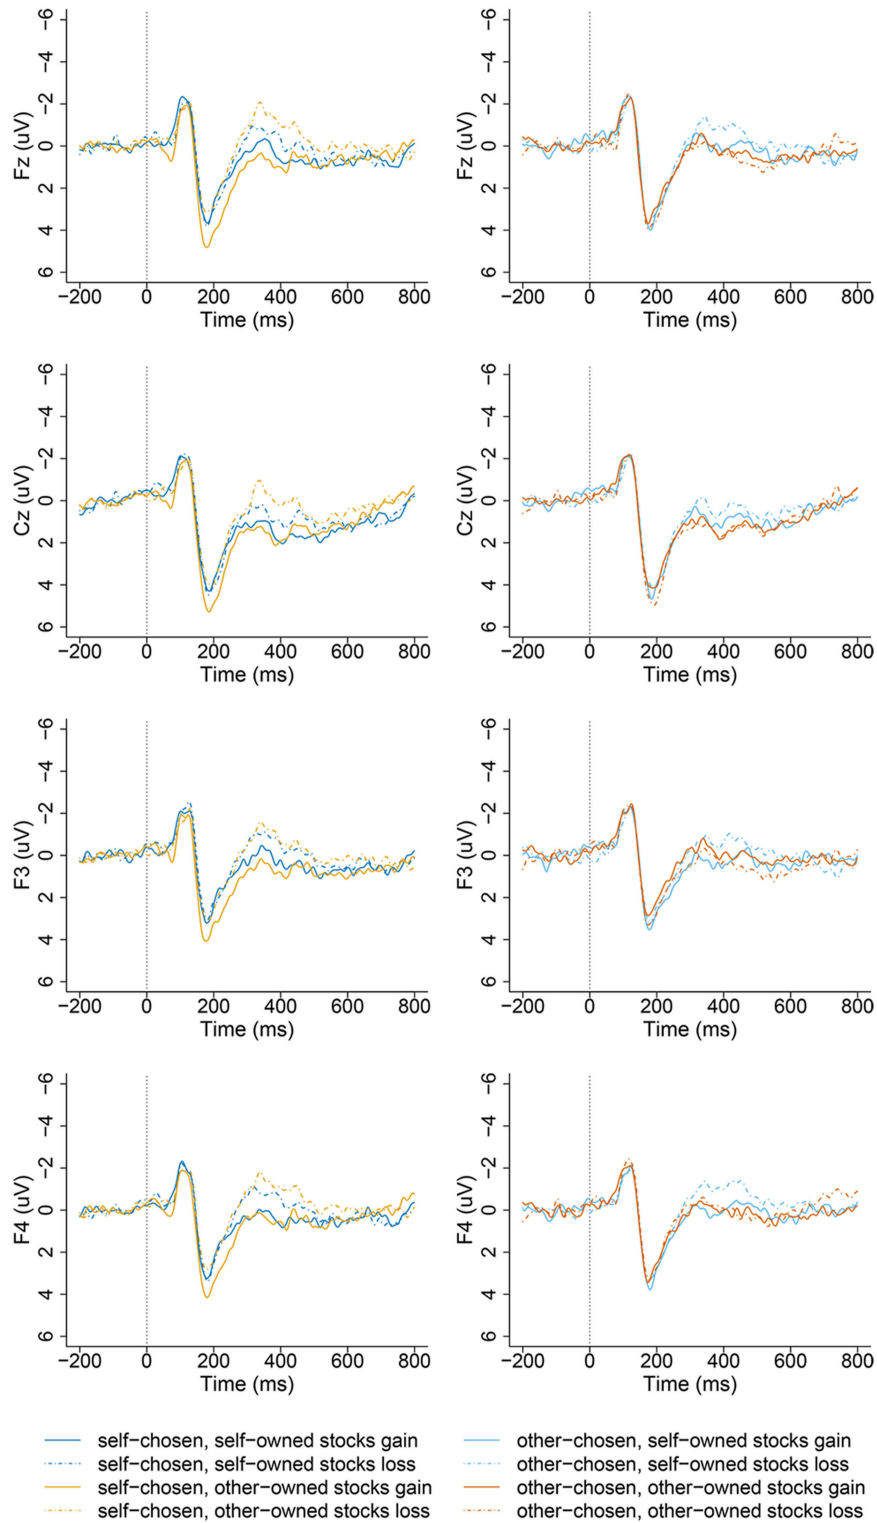 −6
−4
−2
0
2
4
6
Fz (uV)
−200 0 200 400 600 800
Time (ms)
−6
−4
−2
0
2
4
6
Fz (uV)
−200 0 200 400 600 800
Time (ms)
−6
−4
−2
0
2
4
6
Cz (uV)
−200 0 200 400 600 800
Time (ms)
−6
−4
−2
0
2
4
6
Cz (uV)
−200 0 200 400 600 800
Time (ms)
−6
−4
−2
0
2
4
6
F3 (uV)
−200 0 200 400 600 800
Time (ms)
−6
−4
−2
0
2
4
6
F3 (uV)
−200 0 200 400 600 800
Time (ms)
−6
−4
−2
0
2
4
6
F4 (uV)
−200 0 200 400 600 800
Time (ms)
−6
−4
−2
0
2
4
6
F4 (uV)
−200 0 200 400 600 800
Time (ms)
self−chosen, self−owned stocks gain
self−chosen, self−owned stocks loss
self−chosen, other−owned stocks gain
self−chosen, other−owned stocks loss
other−chosen, self−owned stocks gain
other−chosen, self−owned stocks loss
other−chosen, other−owned stocks gain
other−chosen, other−owned stocks loss